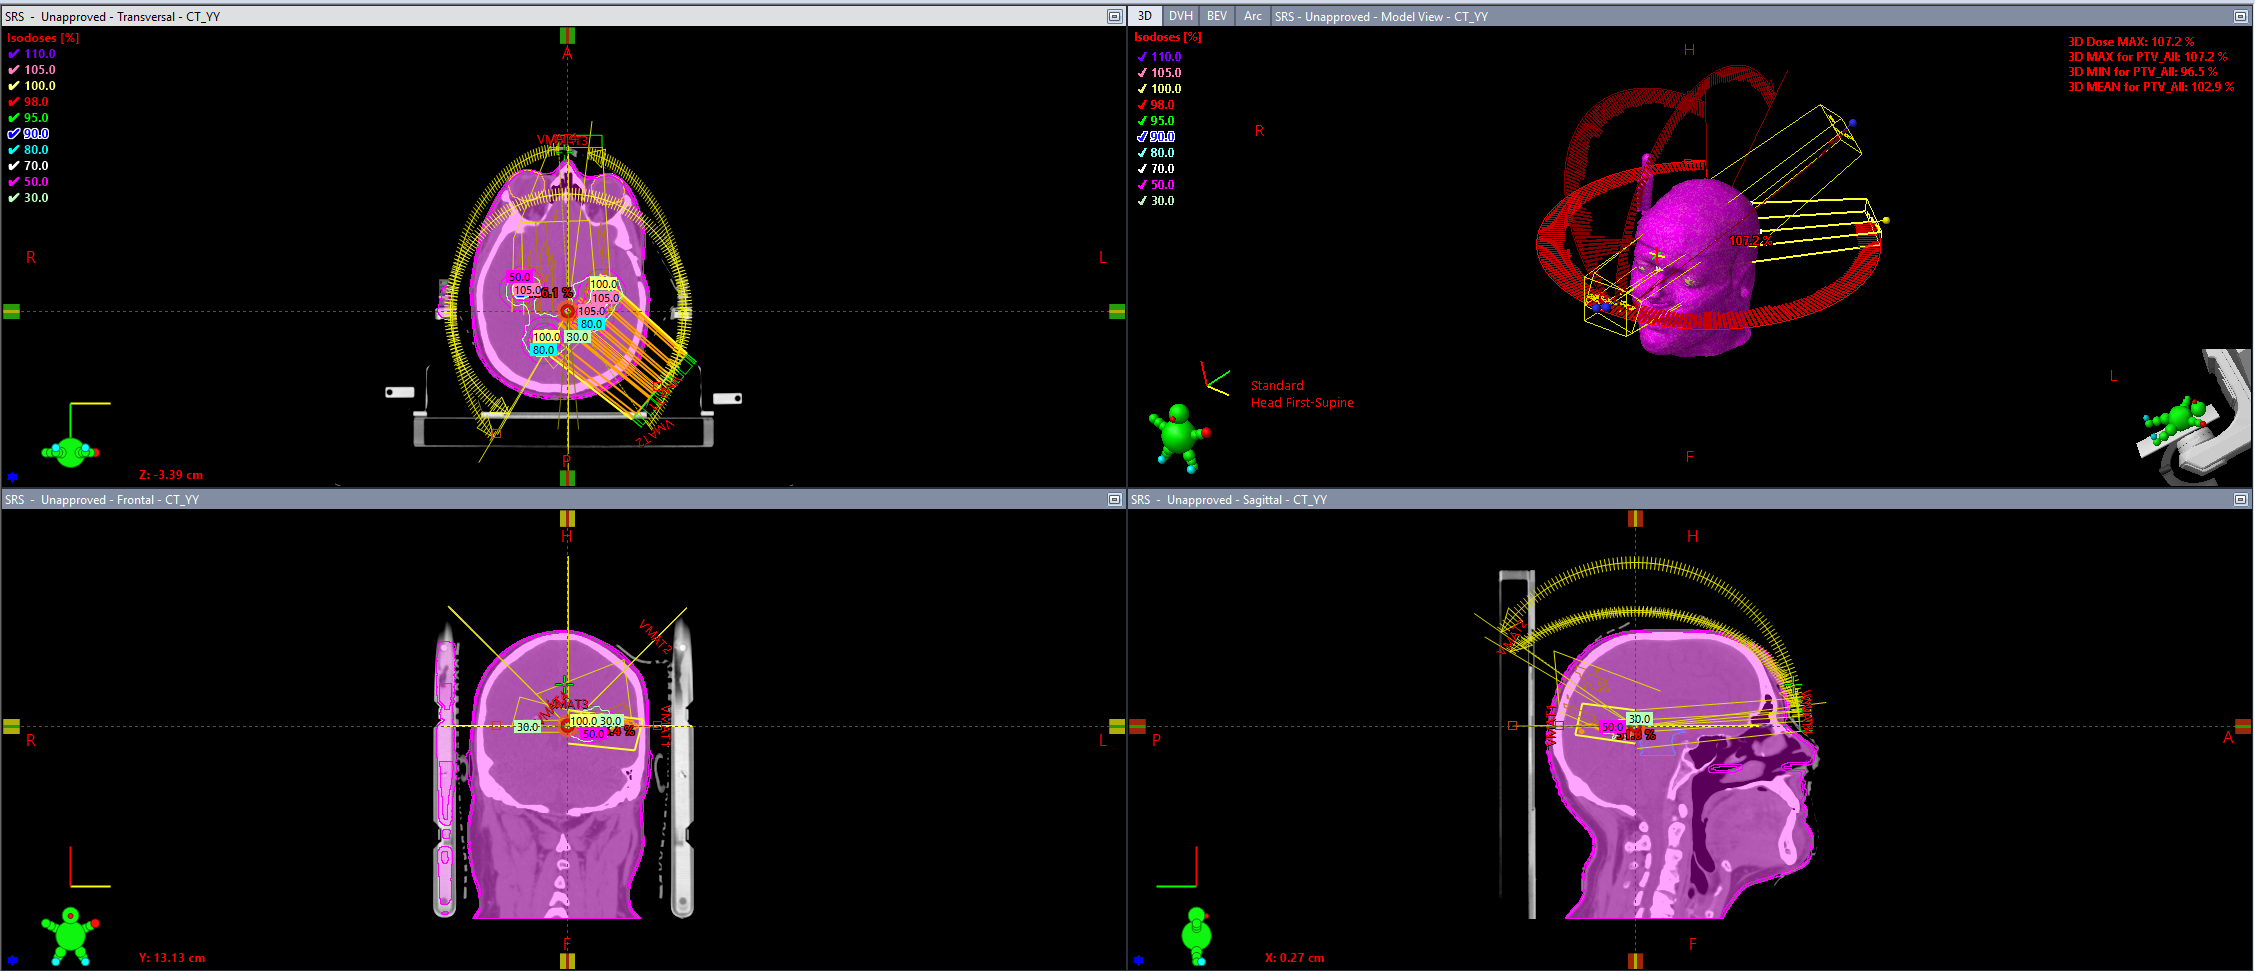 SRS - Unapproved - Transversal - CT_YY
Isodoses [%]
110.0
105.0
100.0
98.0
95.0
90.0
80.0
70.0
50.0
30.0
A
R
L
P
VMAT3
50.0
105.0
100.0
105.0
105.0
80.0
100.0
30.0
80.0
VMAT2
Z: -3.39 cm
3D
DVH
BEV
Arc
SRS - Unapproved - Model View - CT_YY
Isodoses [%]
110.0
105.0
100.0
98.0
95.0
90.0
80.0
70.0
50.0
30.0
3D Dose MAX: 107.2 %
3D MAX for PTV_All: 107.2 %
3D MIN for PTV_All: 96.5 %
3D MEAN for PTV_All: 102.9 %
H
R
107.2 %
L
F
Standard
Head First-Supine
SRS - Unapproved - Frontal - CT_YY
H
R
L
VMAT2
VMAT3
VMAT1
30.0
100.0
30.0
50.0
F
Y: 13.13 cm
SRS - Unapproved - Sagittal - CT_YY
H
P
A
VMAT2
VMAT1
50.0
30.0
F
X: 0.27 cm